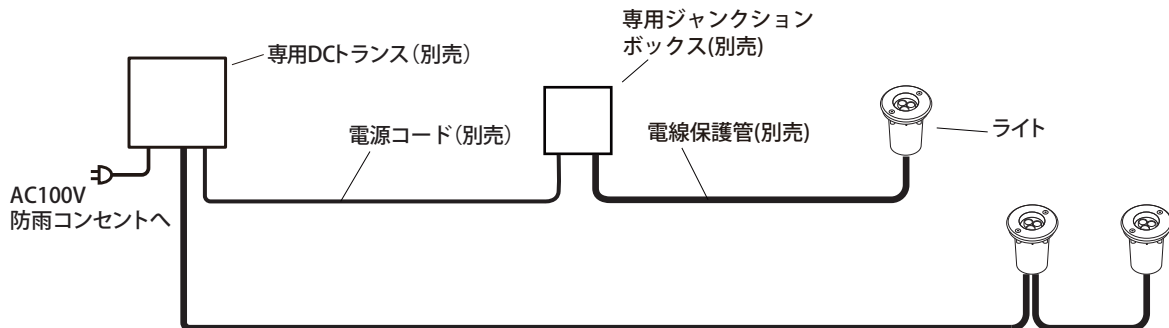 専用ジャンクション
ボックス(別売)
専用DCトランス（別売）
電源コード（別売）
電線保護管(別売)
ライト
AC100V
防雨コンセントへ